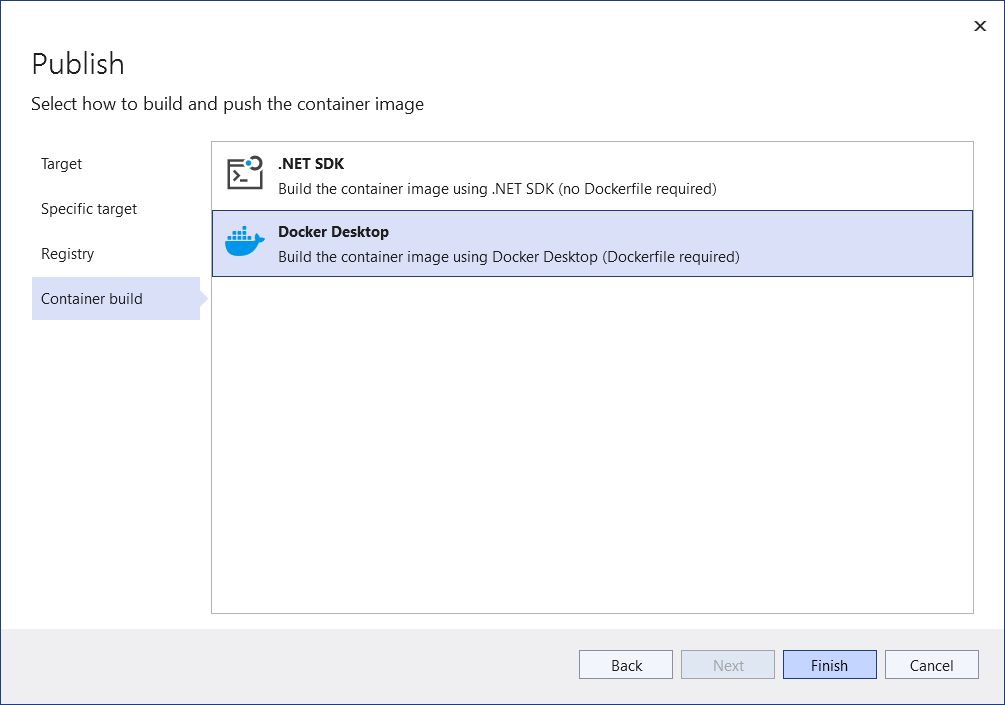 Publish
Select how to build and push the container image
Target
Specific target
Registry
Container build
.NET SDK
Build the container image using .NET SDK (no Dockerfile required)
Docker Desktop
Build the container image using Docker Desktop (Dockerfile required)
Back
Next
Finish
Cancel